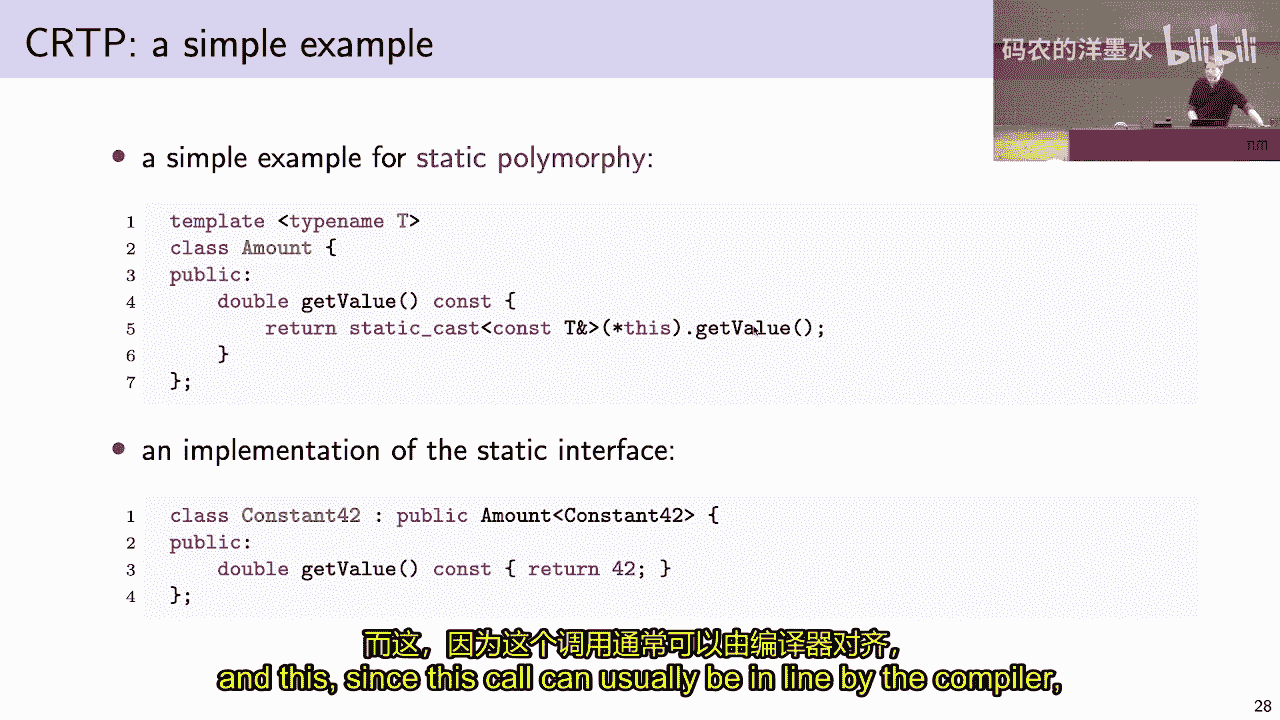 CRTP: a simple example
码农的洋墨水 bilibili
nm
• a simple example for static polymorphy:
1 template <typename T>
2 class Amount {
3 public:
4 double getValue() const {
5 return static_cast<const T&>(*this).getValue();
6 }
7 };
• an implementation of the static interface:
1 class Constant42 : public Amount<Constant42> {
2 public:
3 double getValue() const { return 42; }
4 };
而这，因为这个调用通常可以由编译器对齐，
and this, since this call can usually be in line by the compiler,
28